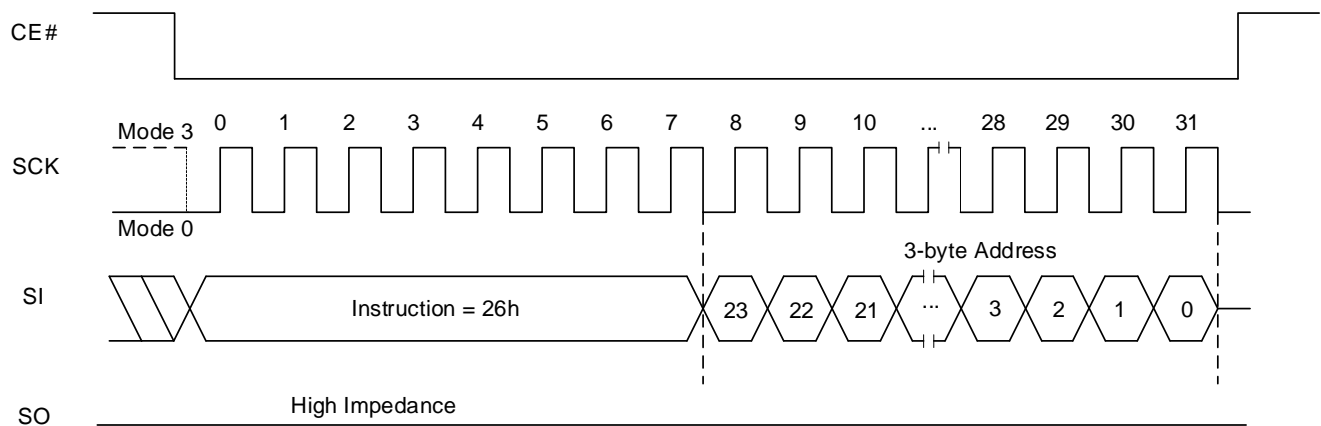 CE#
Mode 3 0 1 2 3 4 5 6 7 8 9 10 ... 28 29 30 31
SCK
Mode 0
3-byte Address
SI Instruction = 26h 23 22 21 ... 3 2 1 0
High Impedance
SO